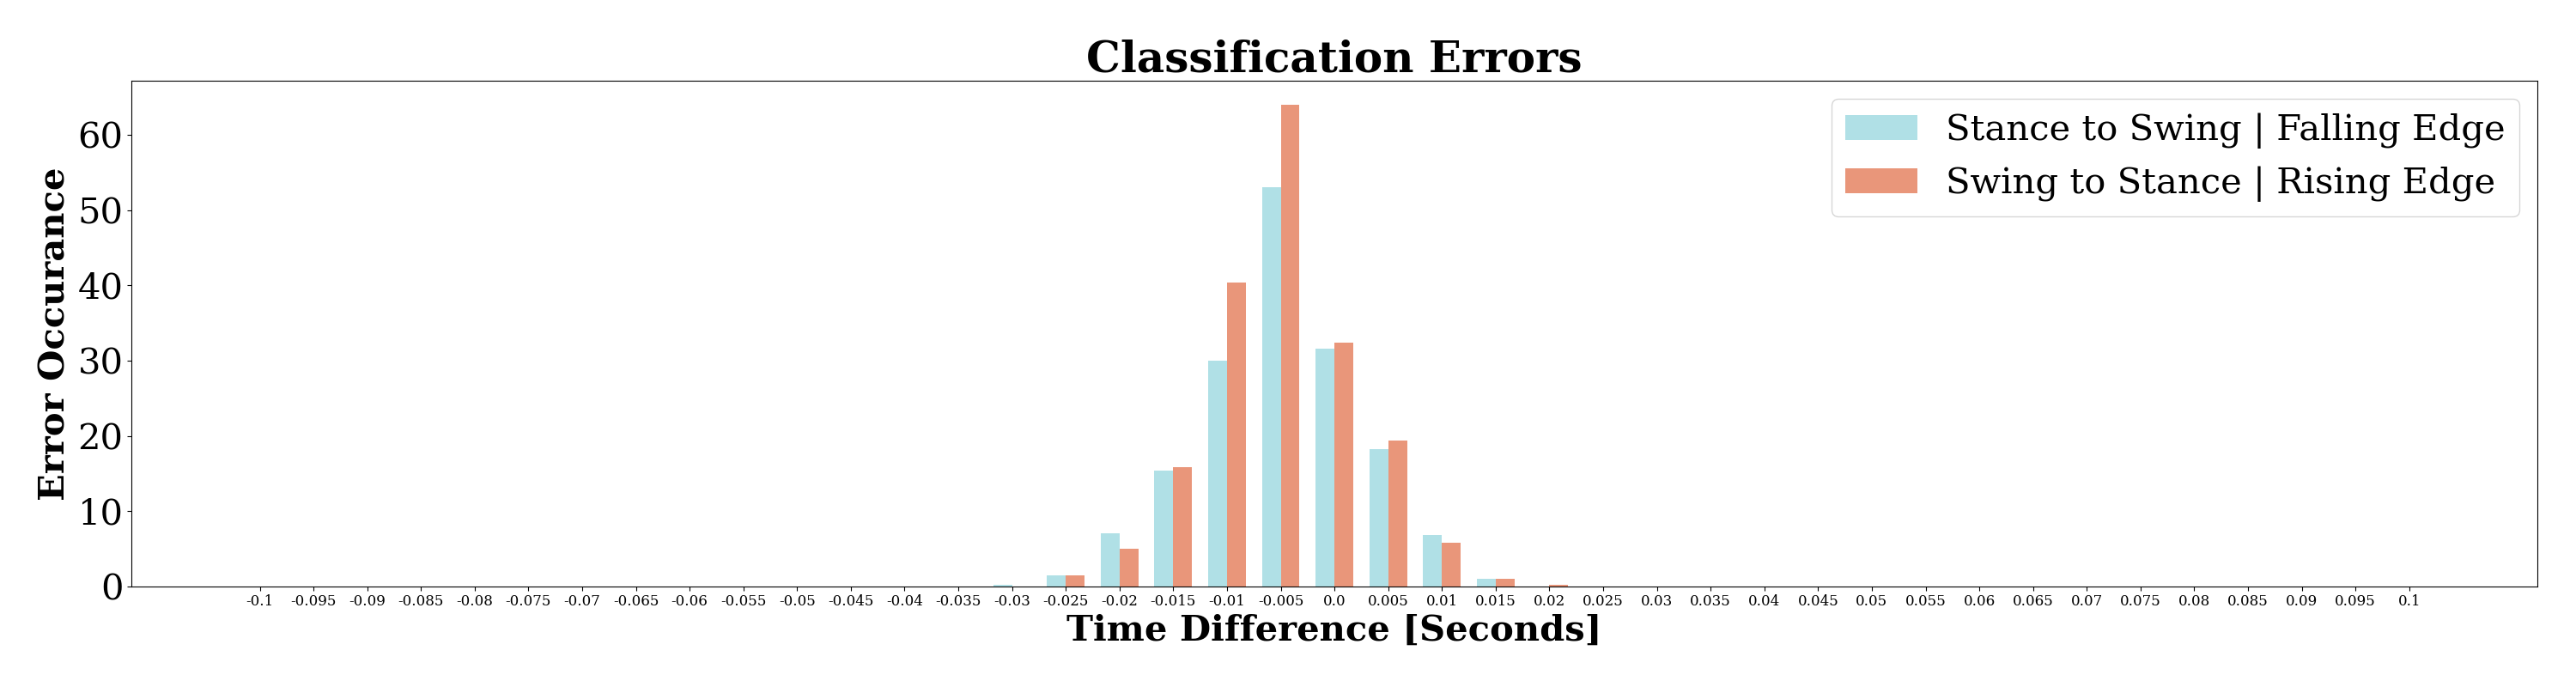 Classification Errors
Error Occurance
60
50
40
30
20
10
0
Stance to Swing | Falling Edge
Swing to Stance | Rising Edge
-0.1 -0.095 -0.09 -0.085 -0.08 -0.075 -0.07 -0.065 -0.06 -0.055 -0.05 -0.045 -0.04 -0.035 -0.03 -0.025 -0.02 -0.015 -0.01 -0.005 0.0 0.005 0.01 0.015 0.02 0.025 0.03 0.035 0.04 0.045 0.05 0.055 0.06 0.065 0.07 0.075 0.08 0.085 0.09 0.095 0.1
Time Difference [Seconds]